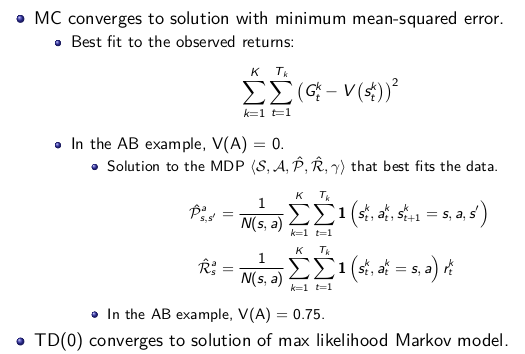 MC converges to solution with minimum mean-squared error.
Best fit to the observed returns:
$$\sum_{k=1}^{K} \sum_{t=1}^{T_k} \left( G_t^k - V\left(s_t^k\right) \right)^2$$
In the AB example, V(A) = 0.
Solution to the MDP $\langle \mathcal{S}, \mathcal{A}, \hat{\mathcal{P}}, \hat{\mathcal{R}}, \gamma \rangle$ that best fits the data.
$$\hat{\mathcal{P}}_{s,s'}^{a} = \frac{1}{N(s,a)} \sum_{k=1}^{K} \sum_{t=1}^{T_k} \mathbf{1}\left(s_t^k, a_t^k, s_{t+1}^k = s, a, s'\right)$$
$$\hat{\mathcal{R}}_{s}^{a} = \frac{1}{N(s,a)} \sum_{k=1}^{K} \sum_{t=1}^{T_k} \mathbf{1}\left(s_t^k, a_t^k = s, a\right) r_t^k$$
In the AB example, V(A) = 0.75.
TD(0) converges to solution of max likelihood Markov model.